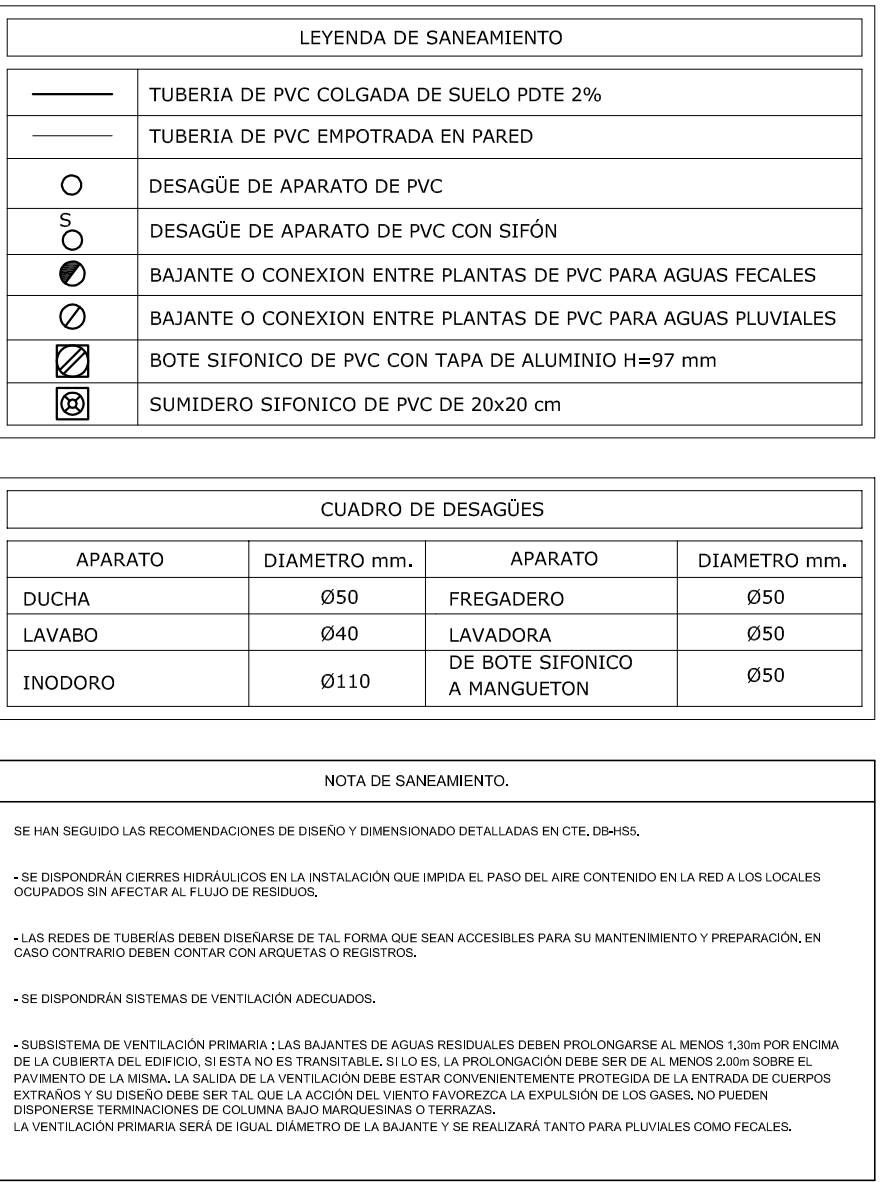 LEYENDA DE SANEAMIENTO
TUBERIA DE PVC COLGADA DE SUELO PDTE 2%
TUBERIA DE PVC EMPOTRADA EN PARED
DESAGÜE DE APARATO DE PVC
S
DESAGÜE DE APARATO DE PVC CON SIFÓN
BAJANTE O CONEXION ENTRE PLANTAS DE PVC PARA AGUAS FECALES
BAJANTE O CONEXION ENTRE PLANTAS DE PVC PARA AGUAS PLUVIALES
BOTE SIFONICO DE PVC CON TAPA DE ALUMINIO H=97 mm
SUMIDERO SIFONICO DE PVC DE 20x20 cm
CUADRO DE DESAGÜES
APARATO DIAMETRO mm. APARATO DIAMETRO mm.
DUCHA Ø50 FREGADERO Ø50
LAVABO Ø40 LAVADORA Ø50
INODORO Ø110 DE BOTE SIFONICO
A MANGUETON Ø50
NOTA DE SANEAMIENTO.
SE HAN SEGUIDO LAS RECOMENDACIONES DE DISEÑO Y DIMENSIONADO DETALLADAS EN CTE. DB-HS5.
- SE DISPONDRÁN CIERRES HIDRÁULICOS EN LA INSTALACIÓN QUE IMPIDA EL PASO DEL AIRE CONTENIDO EN LA RED A LOS LOCALES
OCUPADOS SIN AFECTAR AL FLUJO DE RESIDUOS.
- LAS REDES DE TUBERÍAS DEBEN DISEÑARSE DE TAL FORMA QUE SEAN ACCESIBLES PARA SU MANTENIMIENTO Y PREPARACIÓN. EN
CASO CONTRARIO DEBEN CONTAR CON ARQUETAS O REGISTROS.
- SE DISPONDRÁN SISTEMAS DE VENTILACIÓN ADECUADOS.
- SUBSISTEMA DE VENTILACIÓN PRIMARIA : LAS BAJANTES DE AGUAS RESIDUALES DEBEN PROLONGARSE AL MENOS 1.30m POR ENCIMA
DE LA CUBIERTA DEL EDIFICIO, SI ESTA NO ES TRANSITABLE. SI LO ES, LA PROLONGACIÓN DEBE SER DE AL MENOS 2.00m SOBRE EL
PAVIMENTO DE LA MISMA. LA SALIDA DE LA VENTILACIÓN DEBE ESTAR CONVENIENTEMENTE PROTEGIDA DE LA ENTRADA DE CUERPOS
EXTRAÑOS Y SU DISEÑO DEBE SER TAL QUE LA ACCIÓN DEL VIENTO FAVOREZCA LA EXPULSIÓN DE LOS GASES. NO PUEDEN
DISPONERSE TERMINACIONES DE COLUMNA BAJO MARQUESINAS O TERRAZAS.
LA VENTILACIÓN PRIMARIA SERÁ DE IGUAL DIÁMETRO DE LA BAJANTE Y SE REALIZARÁ TANTO PARA PLUVIALES COMO FECALES.